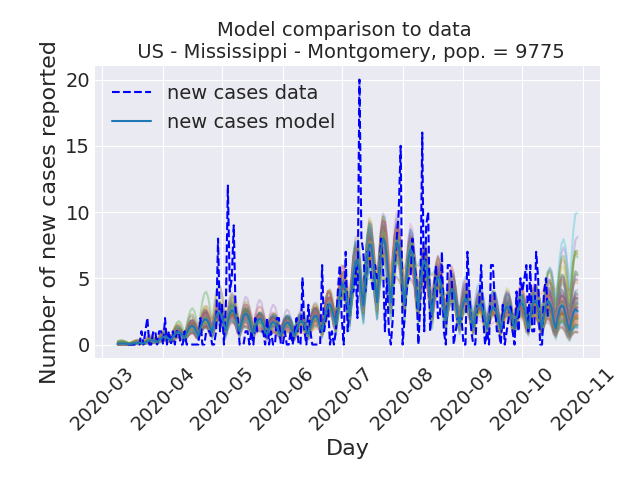 Model comparison to data
US - Mississippi - Montgomery, pop. = 9775
Number of new cases reported
20
15
10
5
0
new cases data
new cases model
2020-03
2020-04
2020-05
2020-06
2020-07
2020-08
2020-09
2020-10
2020-11
Day